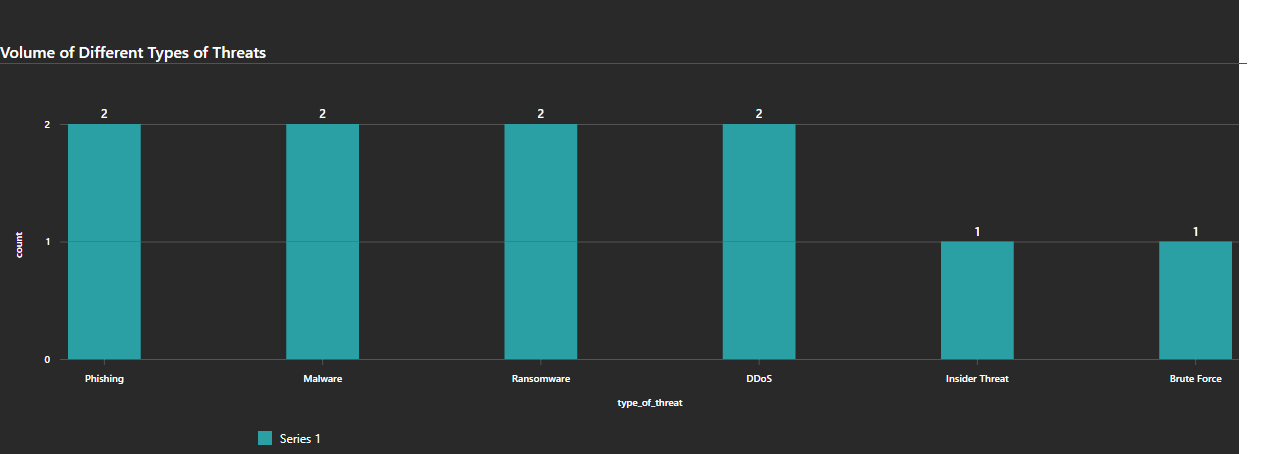 Volume of Different Types of Threats
2 2 2 2 1 1
2
1
0
count
Phishing Malware Ransomware DDoS Insider Threat Brute Force
type_of_threat
Series 1